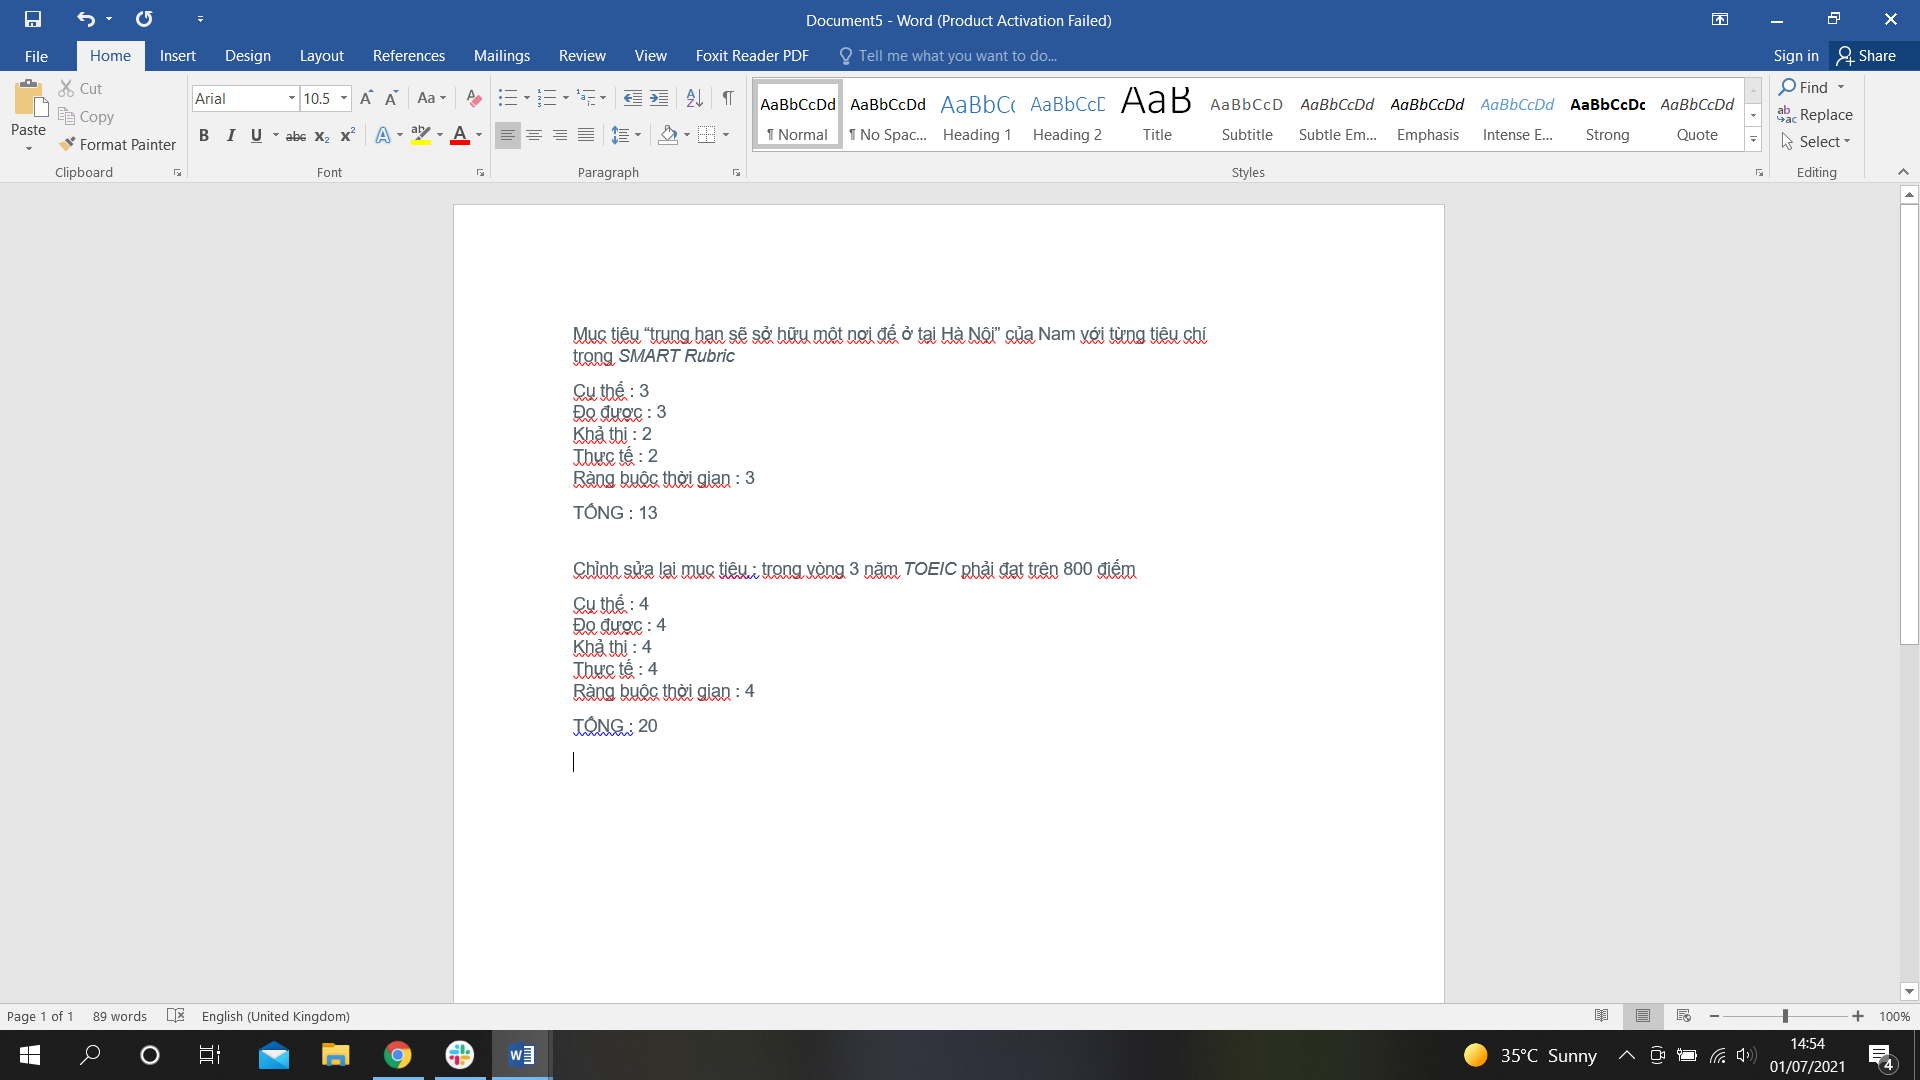 Document5 - Word (Product Activation Failed)
File Home Insert Design Layout References Mailings Review View Foxit Reader PDF Tell me what you want to do... Sign in Share
Paste
Cut
Copy
Format Painter
Clipboard
Arial 10.5
Font
Paragraph
AaBbCcDd AaBbCcDd AaBbCc AaBbCcD AaB AaBbCcD AaBbCcDd AaBbCcDd AaBbCcDd AaBbCcDc AaBbCcDd
¶ Normal ¶ No Spac... Heading 1 Heading 2 Title Subtitle Subtle Em... Emphasis Intense E... Strong Quote
Styles
Find
Replace
Select
Editing
Mục tiêu “trung hạn sẽ sở hữu một nơi để ở tại Hà Nội” của Nam với từng tiêu chí
trong SMART Rubric
Cụ thể : 3
Đo được : 3
Khả thi : 2
Thực tế : 2
Ràng buộc thời gian : 3
TỔNG : 13
Chỉnh sửa lại mục tiêu : trong vòng 3 năm TOEIC phải đạt trên 800 điểm
Cụ thể : 4
Đo được : 4
Khả thi : 4
Thực tế : 4
Ràng buộc thời gian : 4
TỔNG : 20
Page 1 of 1 89 words English (United Kingdom) 100%
35°C Sunny
14:54
01/07/2021
4